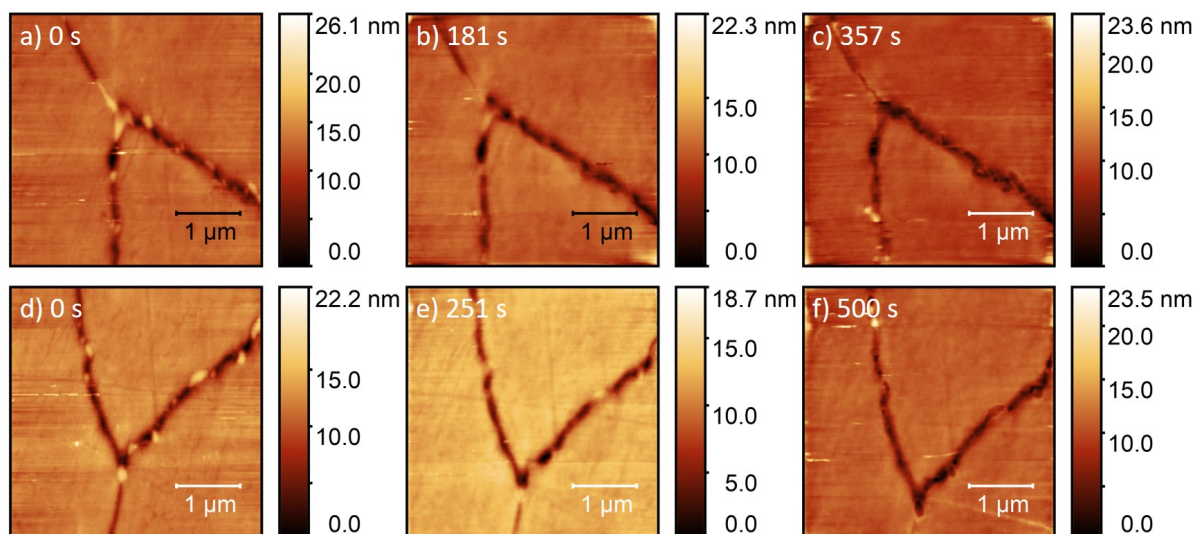 a) 0 s
26.1 nm
20.0
15.0
10.0
0.0
1 µm
b) 181 s
22.3 nm
15.0
10.0
0.0
1 µm
c) 357 s
23.6 nm
20.0
15.0
10.0
0.0
1 µm
d) 0 s
22.2 nm
15.0
10.0
0.0
1 µm
e) 251 s
18.7 nm
15.0
10.0
5.0
0.0
1 µm
f) 500 s
23.5 nm
20.0
15.0
10.0
0.0
1 µm